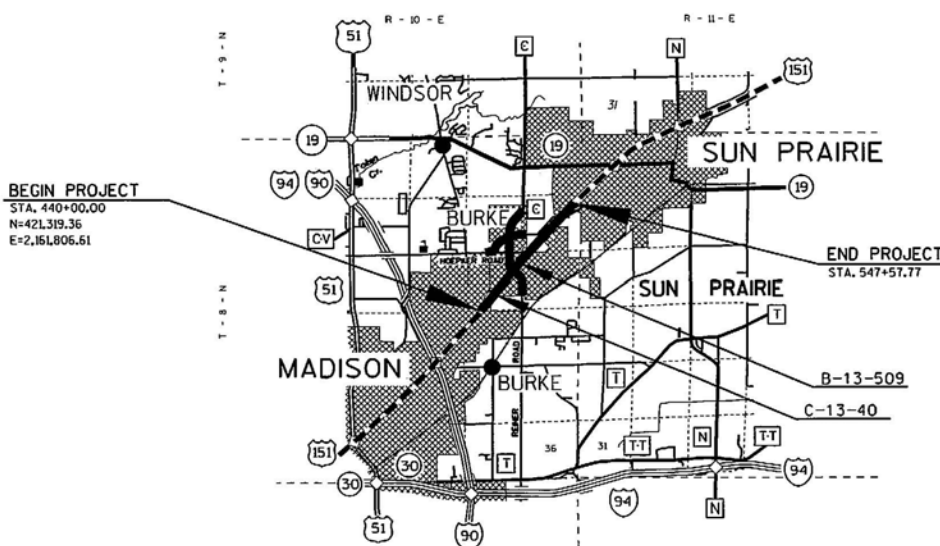 R - 10 - E
R - 11 - E
T - 9 - N
51
C
N
151
WINDSOR
31
19
19
SUN PRAIRIE
94
90
19
BEGIN PROJECT
STA. 440+00.00
N=421,319.36
E=2,161,806.61
BURKE
C
CV
HOEPKER ROAD
END PROJECT
STA. 547+57.77
51
SUN PRAIRIE
T - 8 - N
T
MADISON
BURKE
T
B-13-509
C-13-40
REINER ROAD
151
30
30
T
36
31
T-T
N
T-T
94
51
90
94
N